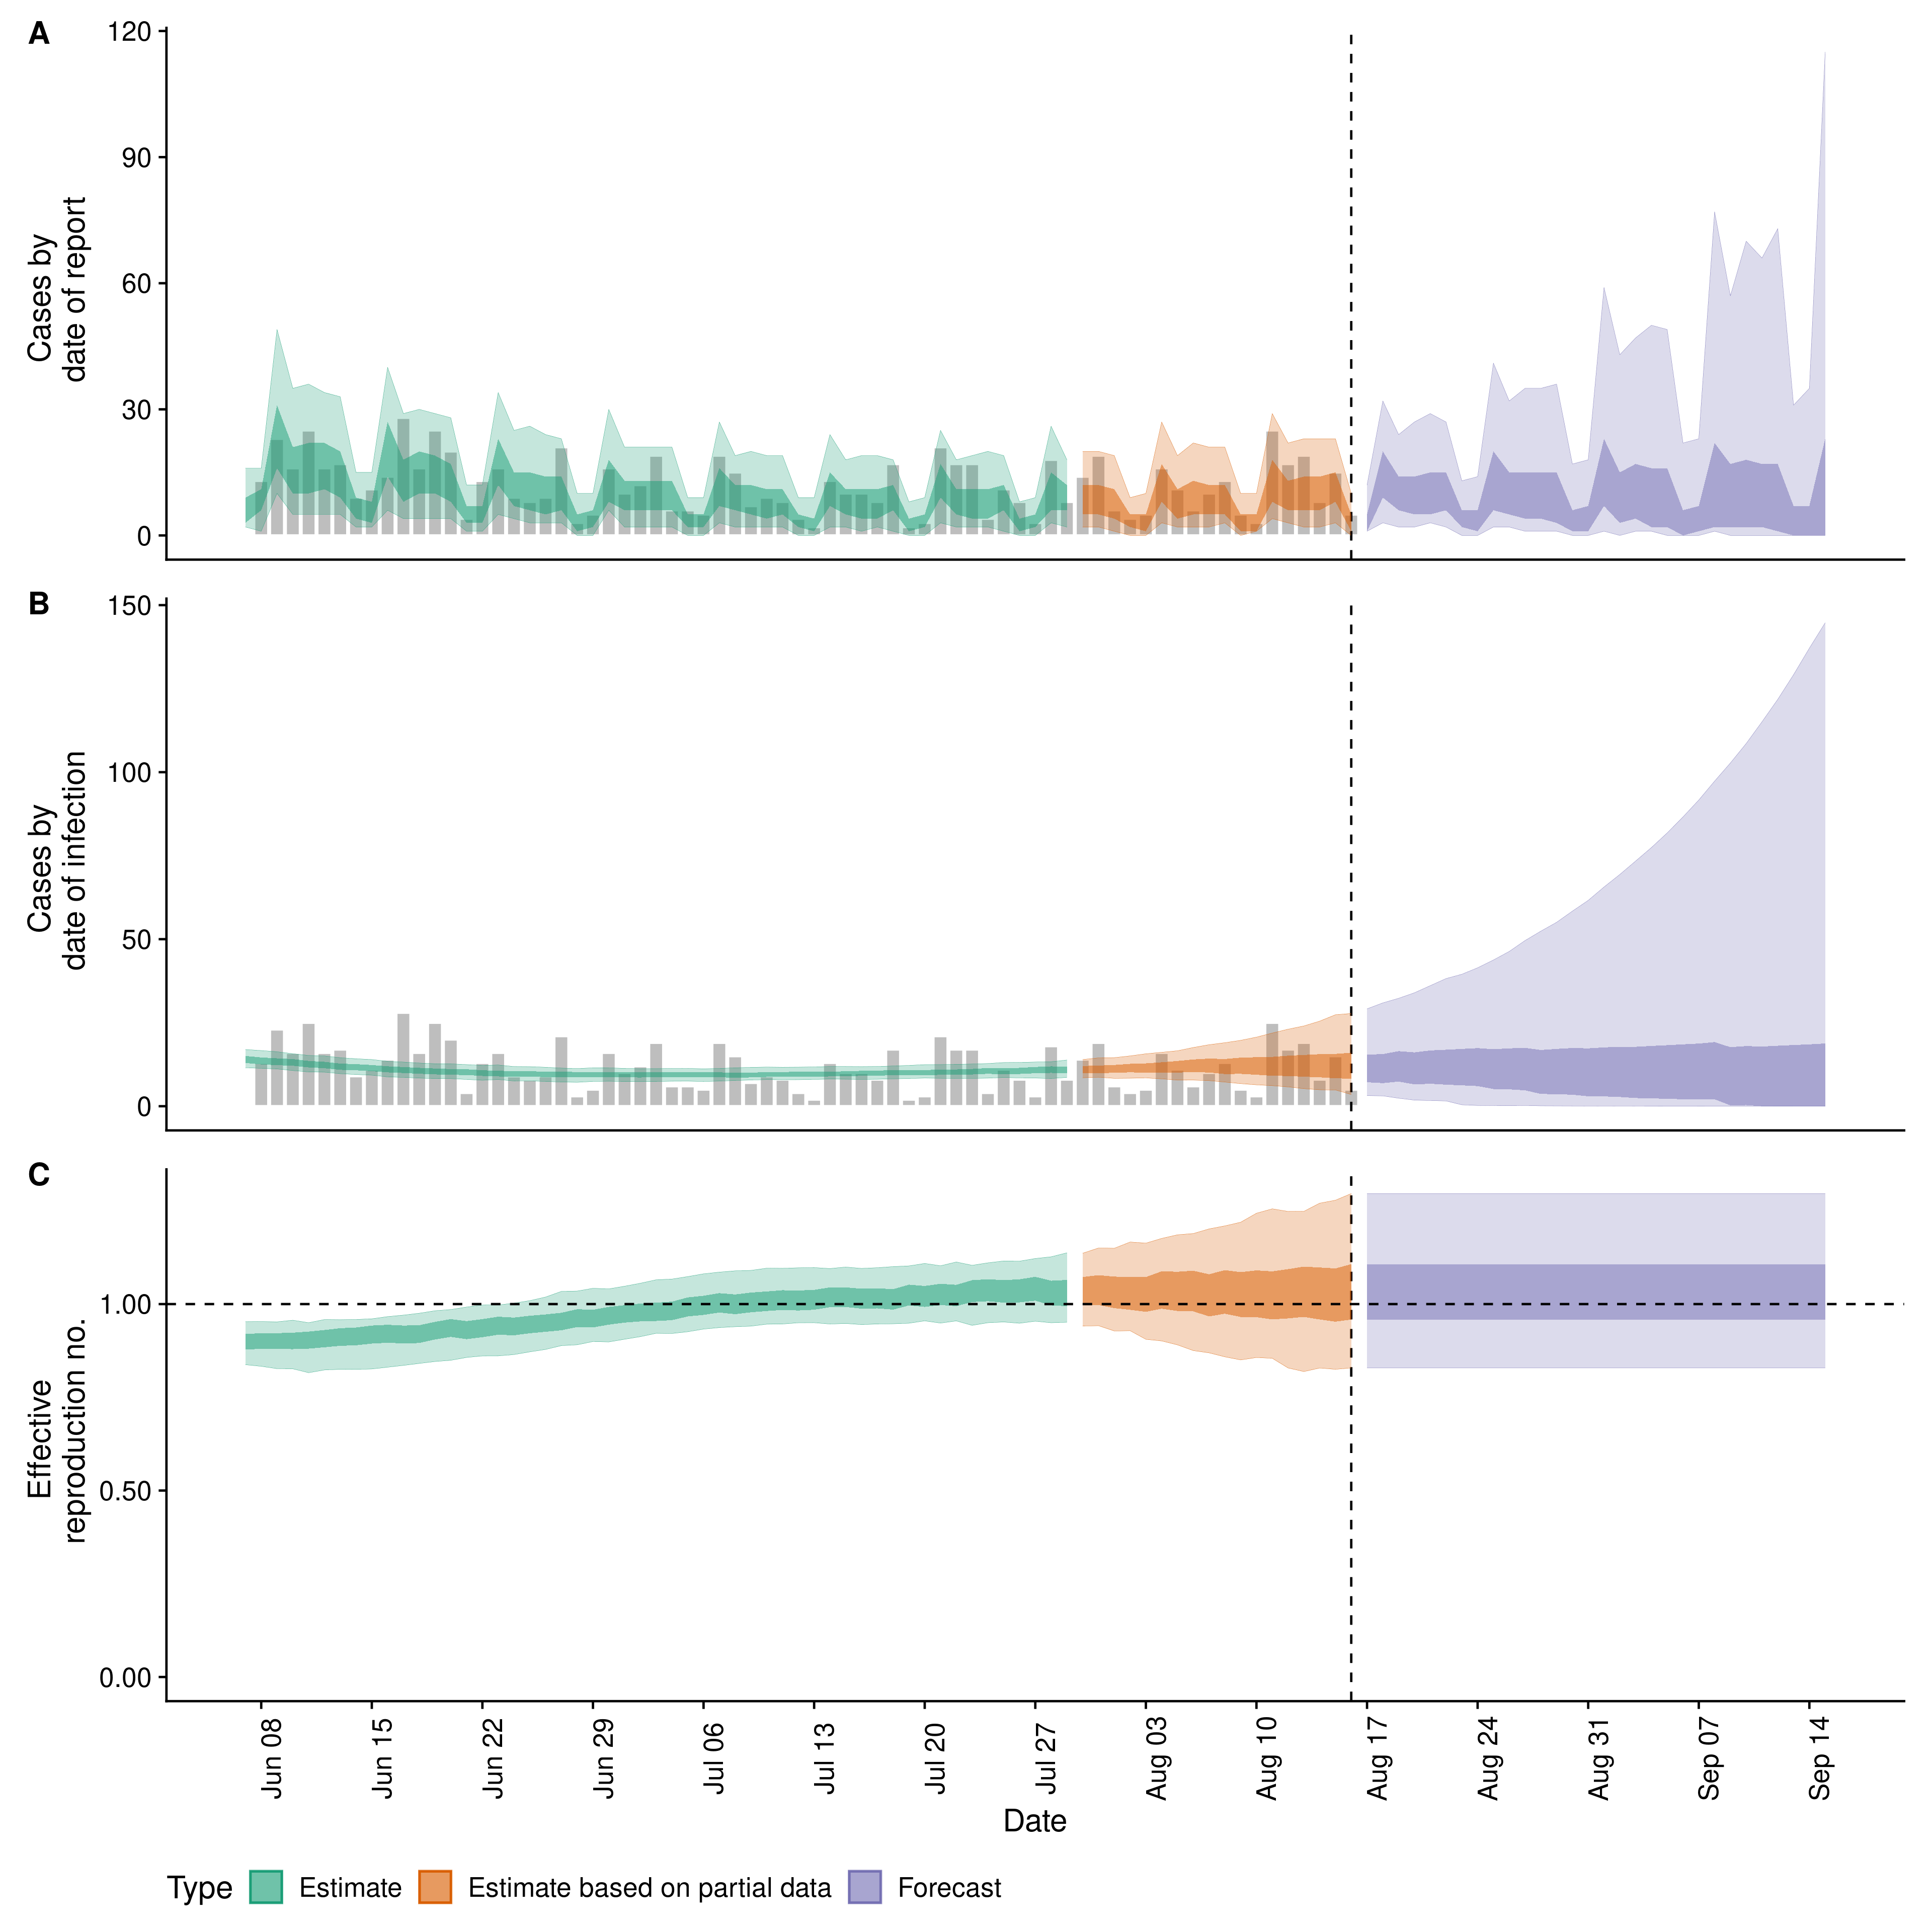 A
120
90
60
30
0
Cases by
date of report
B
150
100
50
0
Cases by
date of infection
C
1.00
0.50
0.00
Effective
reproduction no.
Jun 08
Jun 15
Jun 22
Jun 29
Jul 06
Jul 13
Jul 20
Jul 27
Aug 03
Aug 10
Aug 17
Aug 24
Aug 31
Sep 07
Sep 14
Date
Type Estimate Estimate based on partial data Forecast